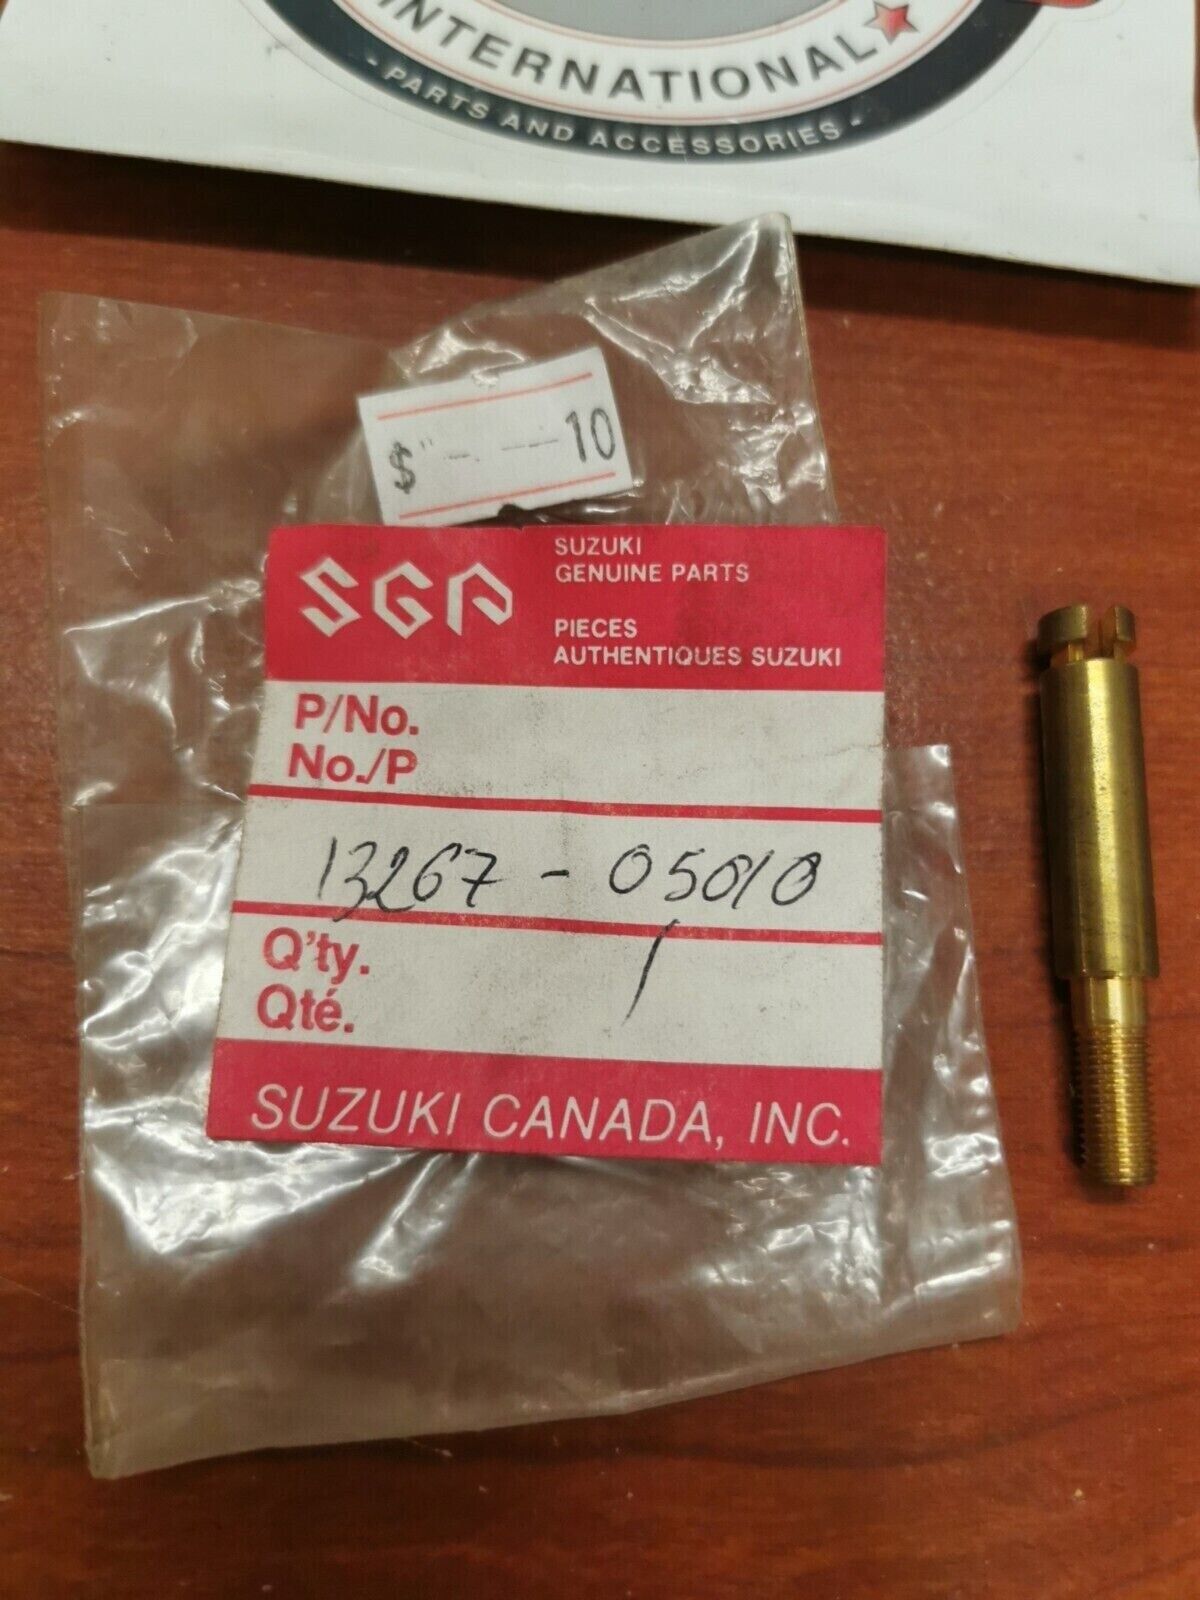 INTERNATIONAL
- PARTS AND ACCESSORIES -
$ - - 10
SGP
SUZUKI
GENUINE PARTS
PIECES
AUTHENTIQUES SUZUKI
P/No.
No./P
13267 - 05010
Q'ty.
Qté.
1
SUZUKI CANADA, INC.